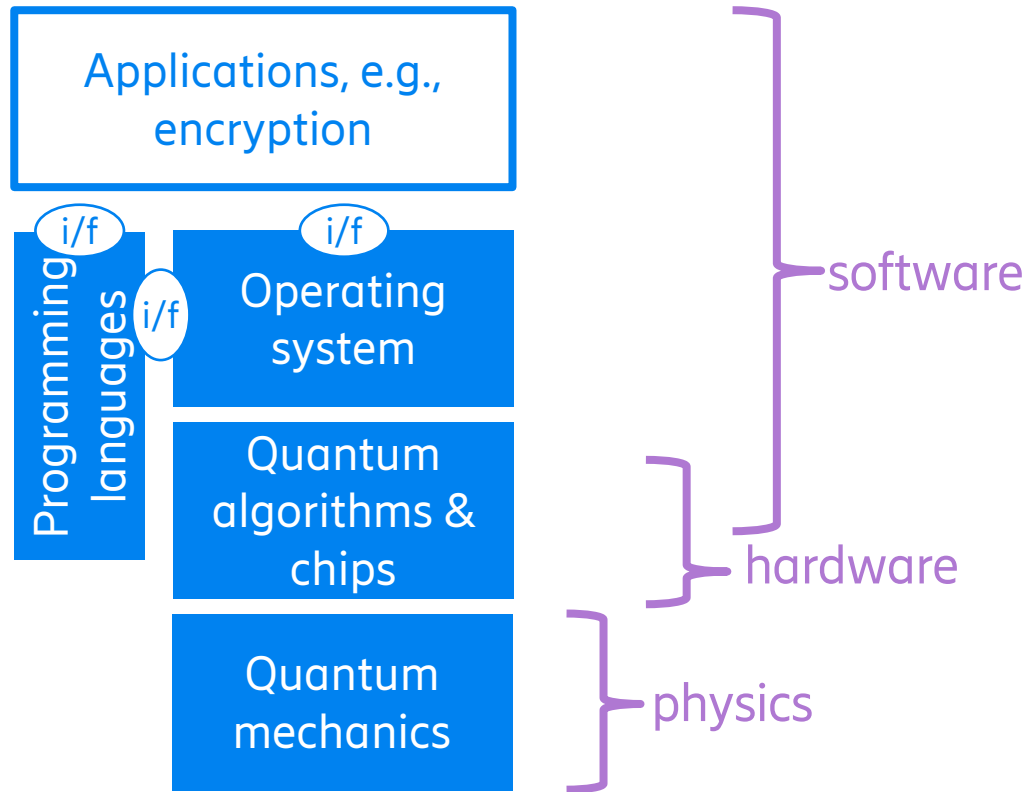 Applications, e.g.,
encryption
i/f
i/f
Programming
languages
i/f
Operating
system
software
Quantum
algorithms &
chips
hardware
Quantum
mechanics
physics